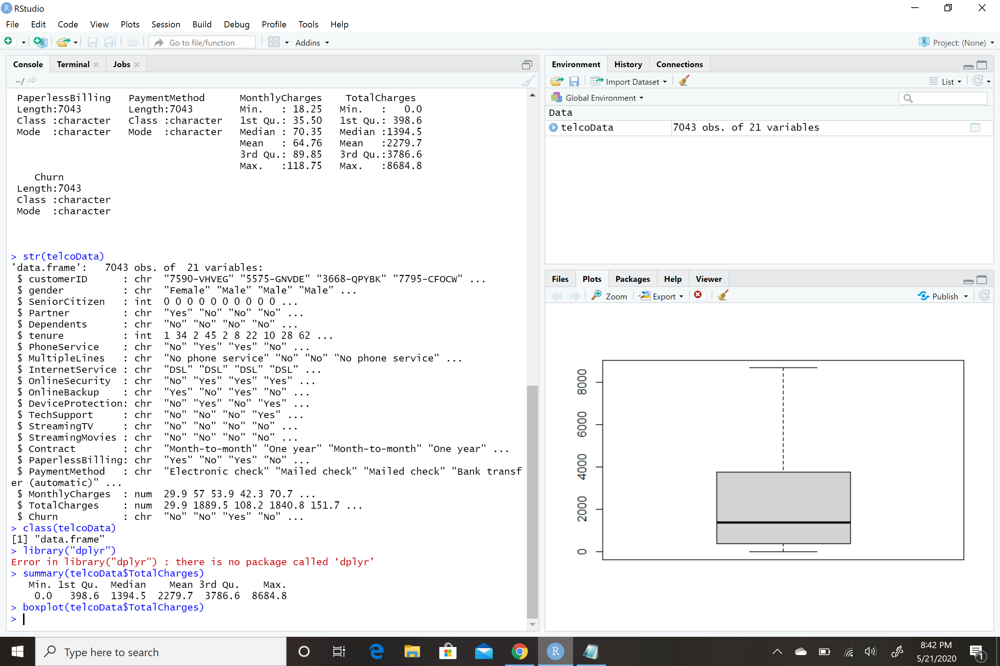 RStudio
File Edit Code View Plots Session Build Debug Profile Tools Help
Go to file/function Addins Project: (None)
Console Terminal Jobs
~/
PaperlessBilling   PaymentMethod      MonthlyCharges    TotalCharges
Length:7043        Length:7043        Min.   : 18.25   Min.   :   0.0
Class :character   Class :character   1st Qu.: 35.50   1st Qu.: 398.6
Mode  :character   Mode  :character   Median : 70.35   Median :1394.5
Mean   : 64.76   Mean   :2279.7
3rd Qu.: 89.85   3rd Qu.:3786.6
Max.   :118.75   Max.   :8684.8
Churn
Length:7043
Class :character
Mode  :character
> str(telcoData)
'data.frame':   7043 obs. of  21 variables:
$ customerID      : chr  "7590-VHVEG" "5575-GNVDE" "3668-QPYBK" "7795-CFOCW" ...
$ gender          : chr  "Female" "Male" "Male" "Male" ...
$ SeniorCitizen   : int  0 0 0 0 0 0 0 0 0 0 ...
$ Partner         : chr  "Yes" "No" "No" "No" ...
$ Dependents      : chr  "No" "No" "No" "No" ...
$ tenure          : int  1 34 2 45 2 8 22 10 28 62 ...
$ PhoneService    : chr  "No" "Yes" "Yes" "No" ...
$ MultipleLines   : chr  "No phone service" "No" "No" "No phone service" ...
$ InternetService : chr  "DSL" "DSL" "DSL" "DSL" ...
$ OnlineSecurity  : chr  "No" "Yes" "Yes" "Yes" ...
$ OnlineBackup    : chr  "Yes" "No" "Yes" "No" ...
$ DeviceProtection: chr  "No" "Yes" "No" "Yes" ...
$ TechSupport     : chr  "No" "No" "No" "Yes" ...
$ StreamingTV     : chr  "No" "No" "No" "No" ...
$ StreamingMovies : chr  "No" "No" "No" "No" ...
$ Contract        : chr  "Month-to-month" "One year" "Month-to-month" "One year" ...
$ PaperlessBilling: chr  "Yes" "No" "Yes" "No" ...
$ PaymentMethod   : chr  "Electronic check" "Mailed check" "Mailed check" "Bank transf
er (automatic)" ...
$ MonthlyCharges  : num  29.9 57 53.9 42.3 70.7 ...
$ TotalCharges    : num  29.9 1889.5 108.2 1840.8 151.7 ...
$ Churn           : chr  "No" "No" "Yes" "No" ...
> class(telcoData)
[1] "data.frame"
> library("dplyr")
Error in library("dplyr") : there is no package called ‘dplyr’
> summary(telcoData$TotalCharges)
Min. 1st Qu.  Median    Mean 3rd Qu.    Max.
0.0   398.6  1394.5  2279.7  3786.6  8684.8
> boxplot(telcoData$TotalCharges)
>
Environment History Connections
Import Dataset List
Global Environment
Data
telcoData 7043 obs. of 21 variables
Files Plots Packages Help Viewer
Zoom Export Publish
8000
6000
4000
2000
0
Type here to search
8:42 PM
5/21/2020
1